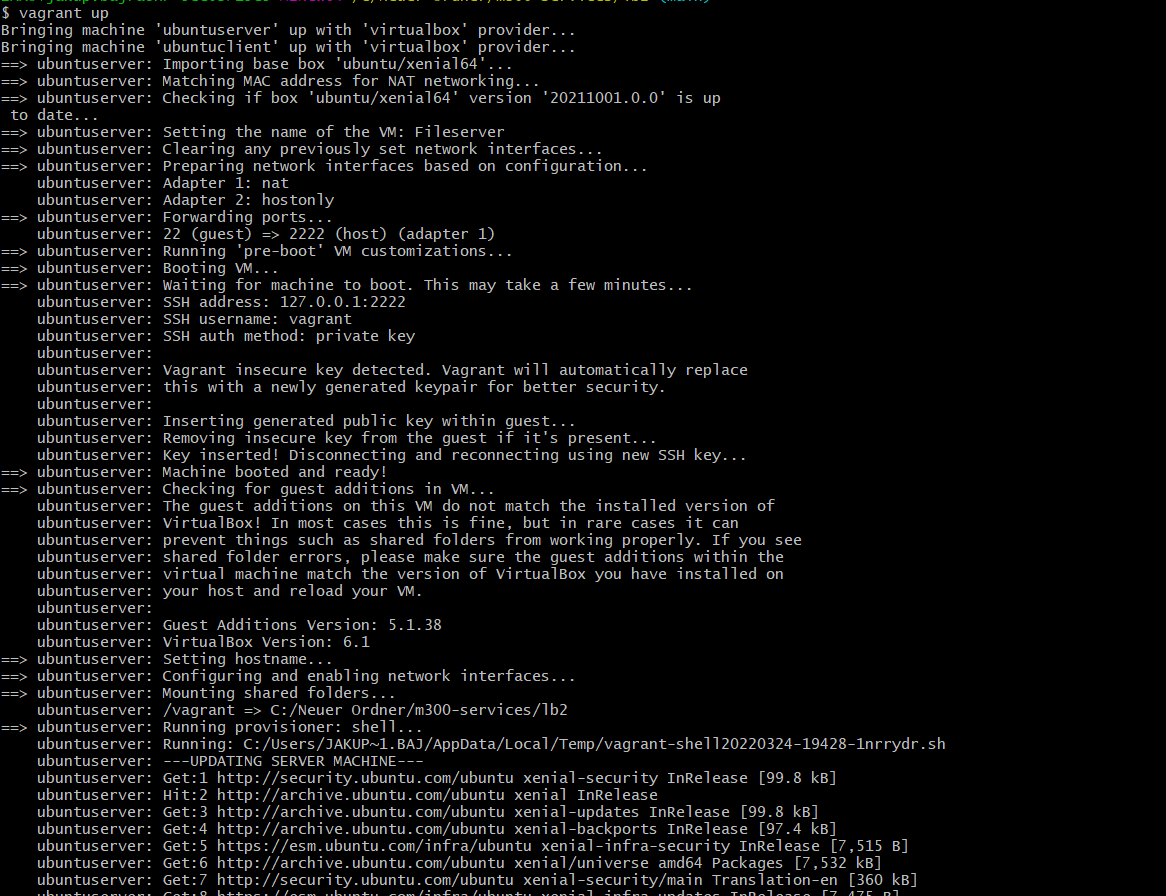 $ vagrant up
Bringing machine 'ubuntuserver' up with 'virtualbox' provider...
Bringing machine 'ubuntuclient' up with 'virtualbox' provider...
==> ubuntuserver: Importing base box 'ubuntu/xenial64'...
==> ubuntuserver: Matching MAC address for NAT networking...
==> ubuntuserver: Checking if box 'ubuntu/xenial64' version '20211001.0.0' is up
 to date...
==> ubuntuserver: Setting the name of the VM: Fileserver
==> ubuntuserver: Clearing any previously set network interfaces...
==> ubuntuserver: Preparing network interfaces based on configuration...
    ubuntuserver: Adapter 1: nat
    ubuntuserver: Adapter 2: hostonly
==> ubuntuserver: Forwarding ports...
    ubuntuserver: 22 (guest) => 2222 (host) (adapter 1)
==> ubuntuserver: Running 'pre-boot' VM customizations...
==> ubuntuserver: Booting VM...
==> ubuntuserver: Waiting for machine to boot. This may take a few minutes...
    ubuntuserver: SSH address: 127.0.0.1:2222
    ubuntuserver: SSH username: vagrant
    ubuntuserver: SSH auth method: private key
    ubuntuserver:
    ubuntuserver: Vagrant insecure key detected. Vagrant will automatically replace
    ubuntuserver: this with a newly generated keypair for better security.
    ubuntuserver:
    ubuntuserver: Inserting generated public key within guest...
    ubuntuserver: Removing insecure key from the guest if it's present...
    ubuntuserver: Key inserted! Disconnecting and reconnecting using new SSH key...
==> ubuntuserver: Machine booted and ready!
==> ubuntuserver: Checking for guest additions in VM...
    ubuntuserver: The guest additions on this VM do not match the installed version of
    ubuntuserver: VirtualBox! In most cases this is fine, but in rare cases it can
    ubuntuserver: prevent things such as shared folders from working properly. If you see
    ubuntuserver: shared folder errors, please make sure the guest additions within the
    ubuntuserver: virtual machine match the version of VirtualBox you have installed on
    ubuntuserver: your host and reload your VM.
    ubuntuserver:
    ubuntuserver: Guest Additions Version: 5.1.38
    ubuntuserver: VirtualBox Version: 6.1
==> ubuntuserver: Setting hostname...
==> ubuntuserver: Configuring and enabling network interfaces...
==> ubuntuserver: Mounting shared folders...
    ubuntuserver: /vagrant => C:/Neuer Ordner/m300-services/lb2
==> ubuntuserver: Running provisioner: shell...
    ubuntuserver: Running: C:/Users/JAKUP~1.BAJ/AppData/Local/Temp/vagrant-shell20220324-19428-1nrrydr.sh
    ubuntuserver: ---UPDATING SERVER MACHINE---
    ubuntuserver: Get:1 http://security.ubuntu.com/ubuntu xenial-security InRelease [99.8 kB]
    ubuntuserver: Hit:2 http://archive.ubuntu.com/ubuntu xenial InRelease
    ubuntuserver: Get:3 http://archive.ubuntu.com/ubuntu xenial-updates InRelease [99.8 kB]
    ubuntuserver: Get:4 http://archive.ubuntu.com/ubuntu xenial-backports InRelease [97.4 kB]
    ubuntuserver: Get:5 https://esm.ubuntu.com/infra/ubuntu xenial-infra-security InRelease [7,515 B]
    ubuntuserver: Get:6 http://archive.ubuntu.com/ubuntu xenial/universe amd64 Packages [7,532 kB]
    ubuntuserver: Get:7 http://security.ubuntu.com/ubuntu xenial-security/main Translation-en [360 kB]
    ubuntuserver: Get:8 https://esm.ubuntu.com/infra/ubuntu xenial-infra-updates InRelease [7,475 B]